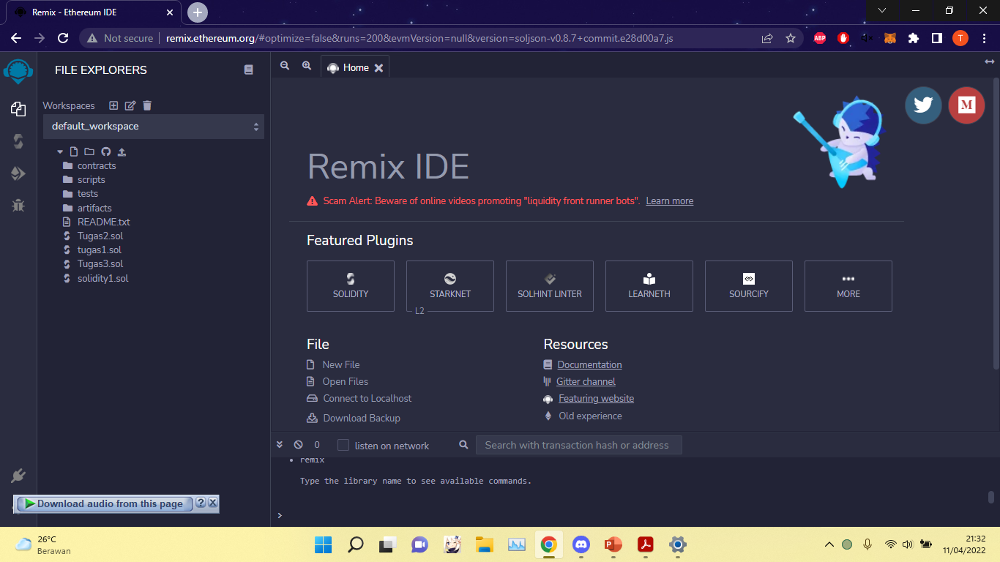 Remix - Ethereum IDE
Not secure
remix.ethereum.org/#optimize=false&runs=200&evmVersion=null&version=soljson-v0.8.7+commit.e28d00a7.js
ABP
T
FILE EXPLORERS
Home
Workspaces
default_workspace
contracts
scripts
tests
artifacts
README.txt
Tugas2.sol
tugas1.sol
Tugas3.sol
solidity1.sol
M
Remix IDE
Scam Alert: Beware of online videos promoting "liquidity front runner bots". Learn more
Featured Plugins
SOLIDITY
STARKNET
L2
SOLHINT LINTER
LEARNETH
SOURCIFY
MORE
File
New File
Open Files
Connect to Localhost
Download Backup
Resources
Documentation
Gitter channel
Featuring website
Old experience
0
listen on network
Search with transaction hash or address
• remix
Type the library name to see available commands.
>
Download audio from this page
?
X
26°C
Berawan
21:32
11/04/2022